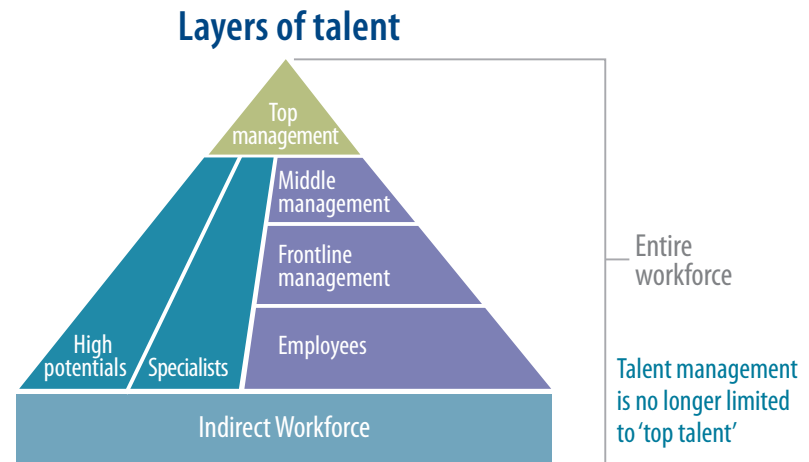 Layers of talent
Top
management
Middle
management
Frontline
management
High
potentials
Specialists
Employees
Indirect Workforce
Entire
workforce
Talent management
is no longer limited
to ‘top talent’